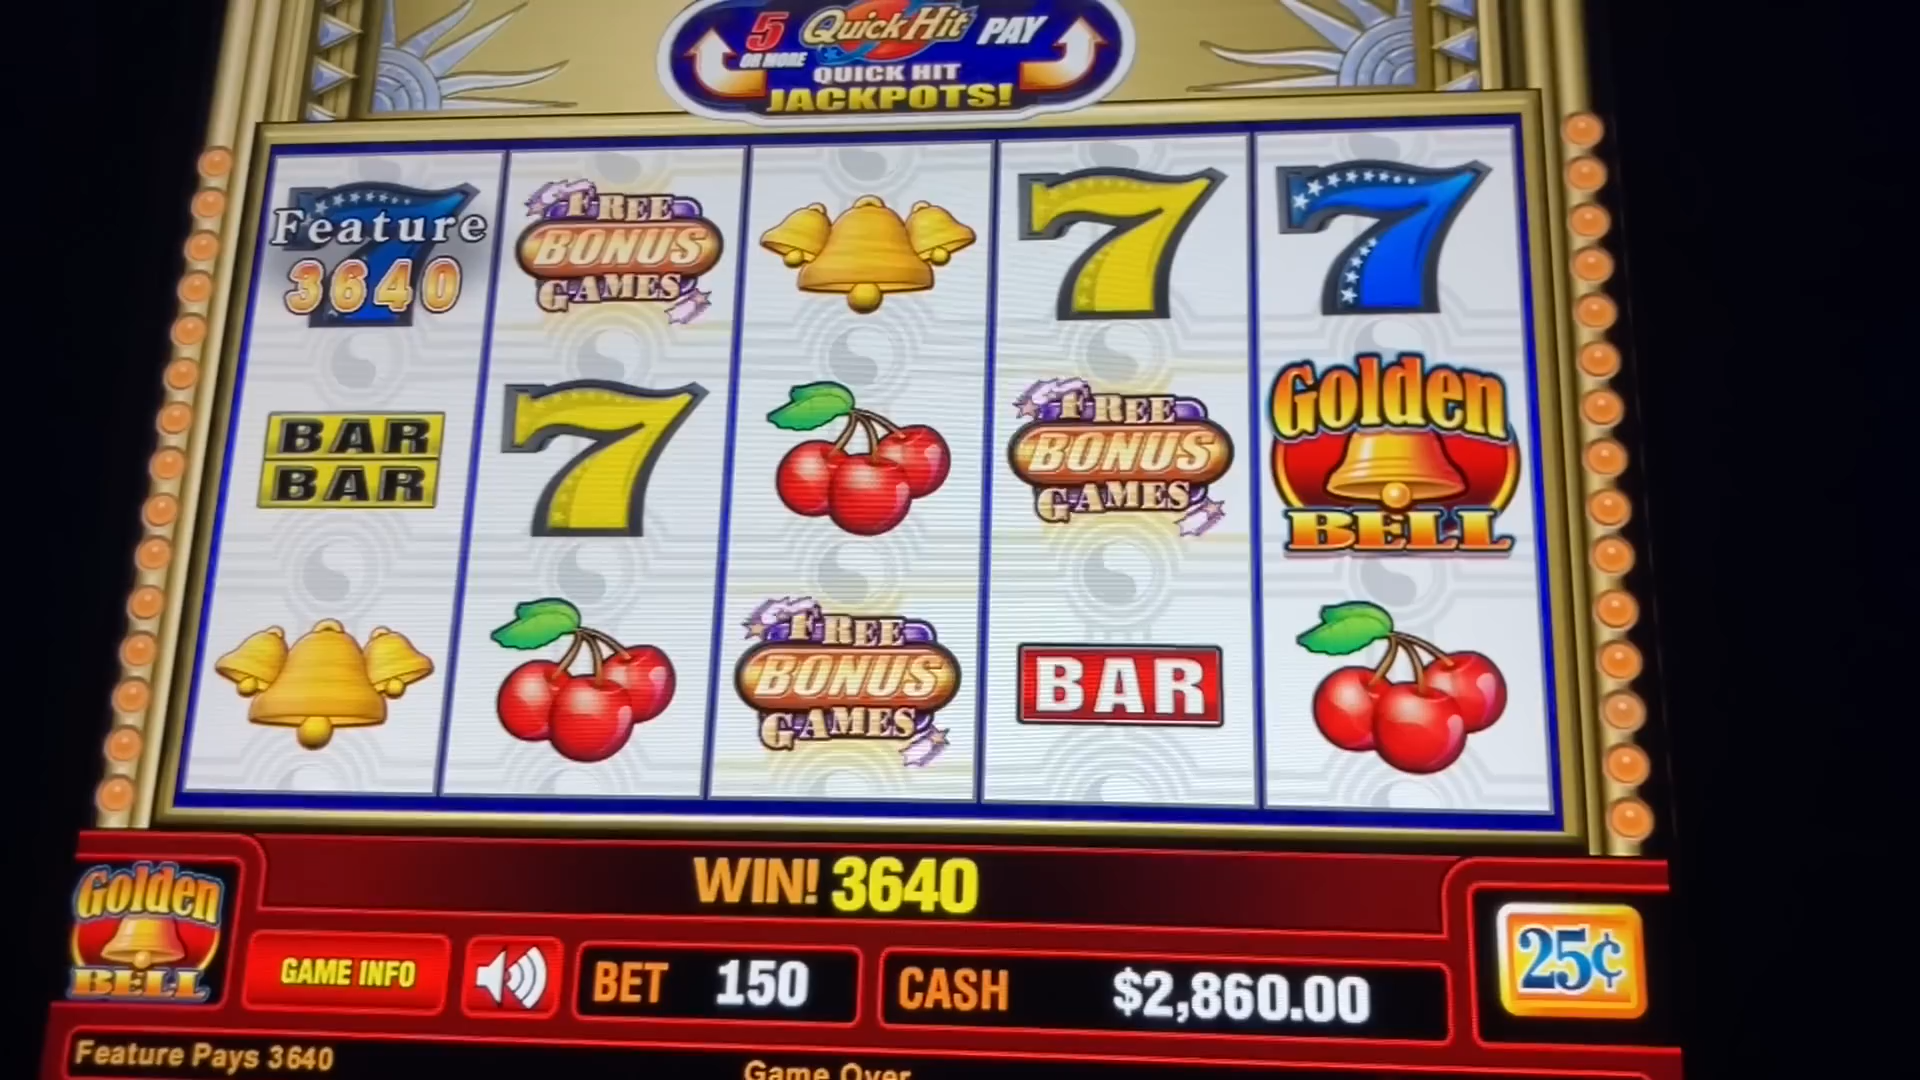 5 Quick Hit PAY
OR MORE
QUICK HIT
JACKPOTS!
Feature
3640
FREE
BONUS
GAMES
BAR
BAR
FREE
BONUS
GAMES
Golden
BELL
FREE
BONUS
GAMES
BAR
WIN! 3640
Golden
BELL
GAME INFO
BET 150
CASH $2,860.00
25¢
Feature Pays 3640
Game Over